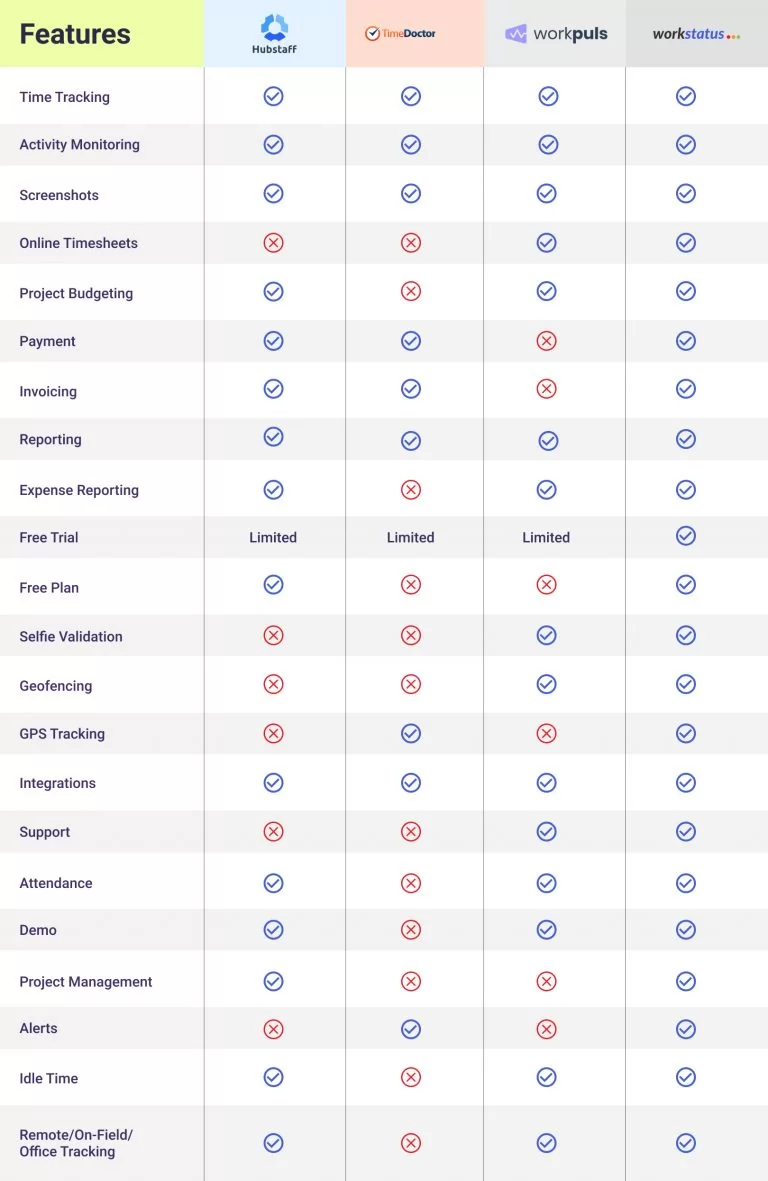 Features
Hubstaff
TimeDoctor
workpuls
workstatus
Time Tracking
Activity Monitoring
Screenshots
Online Timesheets
Project Budgeting
Payment
Invoicing
Reporting
Expense Reporting
Free Trial Limited Limited Limited
Free Plan
Selfie Validation
Geofencing
GPS Tracking
Integrations
Support
Attendance
Demo
Project Management
Alerts
Idle Time
Remote/On-Field/
Office Tracking